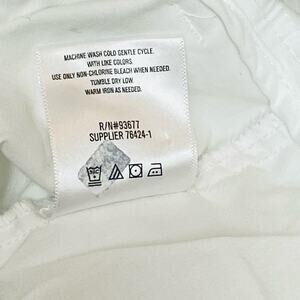 MACHINE WASH COLD GENTLE CYCLE.
WITH LIKE COLORS.
USE ONLY NON-CHLORINE BLEACH WHEN NEEDED.
TUMBLE DRY LOW.
WARM IRON AS NEEDED.
R/N#93677
SUPPLIER 76424-1